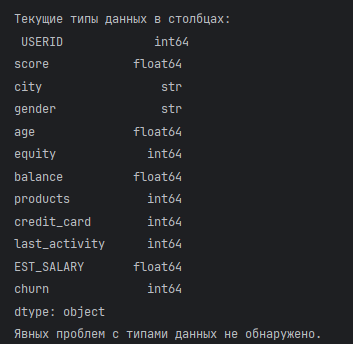 Текущие типы данных в столбцах:
USERID int64
score float64
city str
gender str
age float64
equity int64
balance float64
products int64
credit_card int64
last_activity int64
EST_SALARY float64
churn int64
dtype: object
Явных проблем с типами данных не обнаружено.